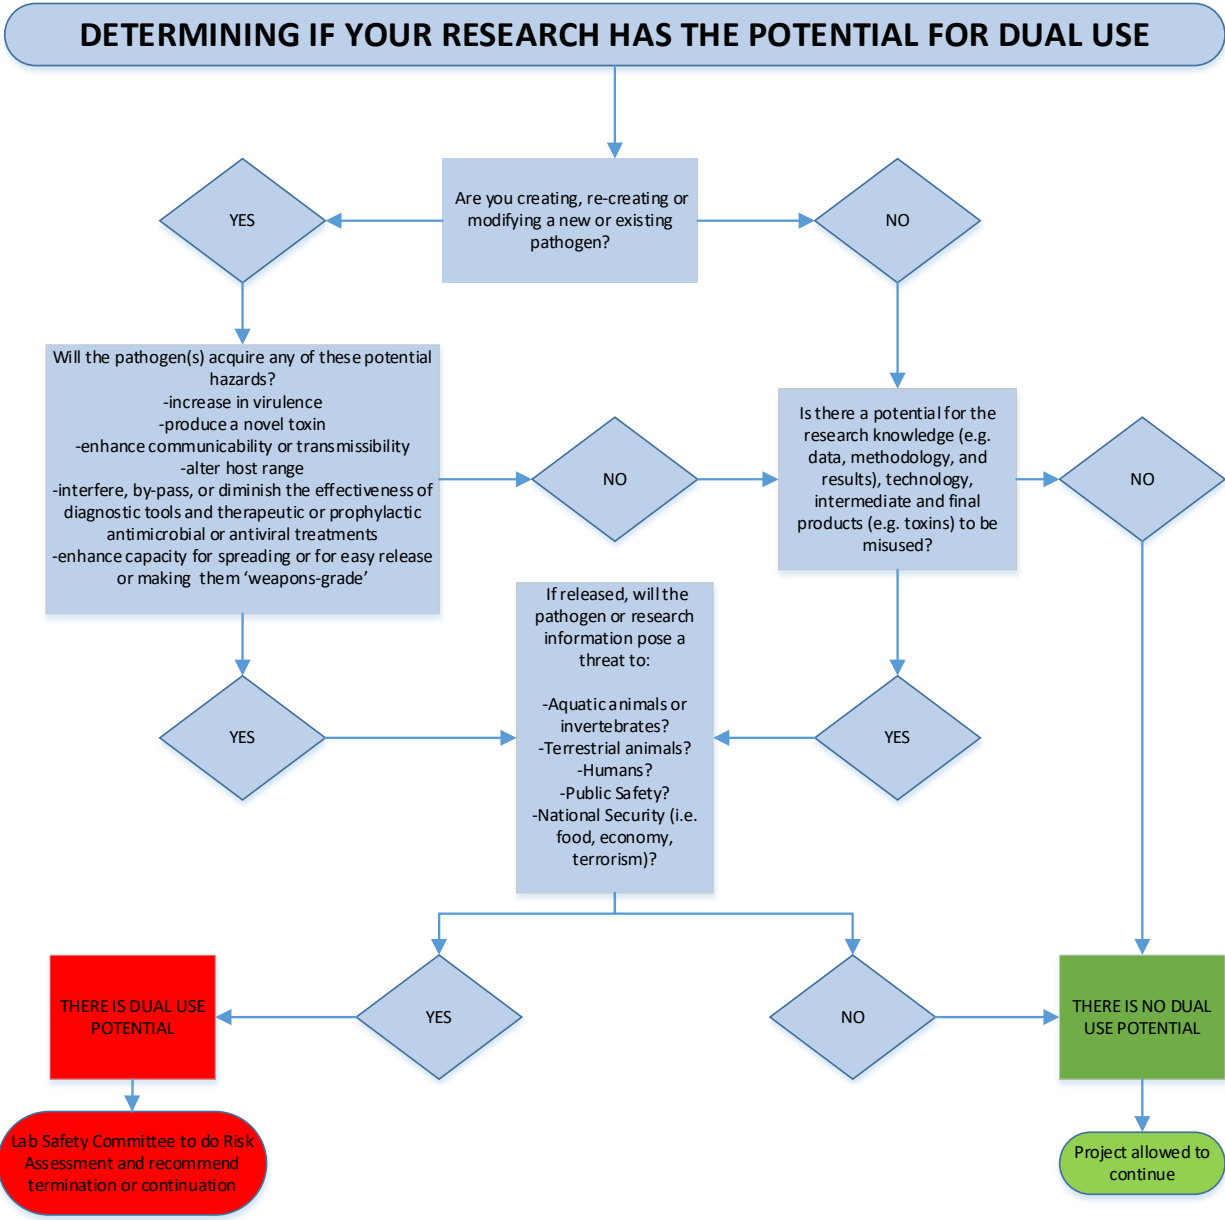 DETERMINING IF YOUR RESEARCH HAS THE POTENTIAL FOR DUAL USE
Are you creating, re-creating or
modifying a new or existing
pathogen?
YES
NO
Will the pathogen(s) acquire any of these potential
hazards?
-increase in virulence
-produce a novel toxin
-enhance communicability or transmissibility
-alter host range
-interfere, by-pass, or diminish the effectiveness of
diagnostic tools and therapeutic or prophylactic
antimicrobial or antiviral treatments
-enhance capacity for spreading or for easy release
or making them ‘weapons-grade’
NO
Is there a potential for the
research knowledge (e.g.
data, methodology, and
results), technology,
intermediate and final
products (e.g. toxins) to be
misused?
NO
YES
If released, will the
pathogen or research
information pose a
threat to:
-Aquatic animals or
invertebrates?
-Terrestrial animals?
-Humans?
-Public Safety?
-National Security (i.e.
food, economy,
terrorism)?
YES
THERE IS DUAL USE
POTENTIAL
YES
NO
THERE IS NO DUAL
USE POTENTIAL
Lab Safety Committee to do Risk
Assessment and recommend
termination or continuation
Project allowed to
continue